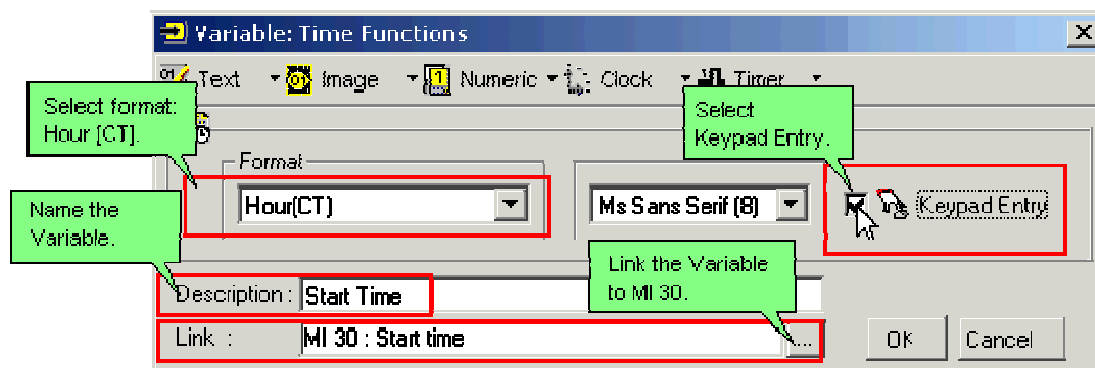 Variable: Time Functions
Text Image Numeric Clock Timer
Select format:
Hour (CT).
Select
Keypad Entry.
Format
Hour(CT)
Ms Sans Serif (8)
Keypad Entry
Name the
Variable.
Link the Variable
to MI 30.
Description : Start Time
Link : MI 30 : Start time ...
OK Cancel